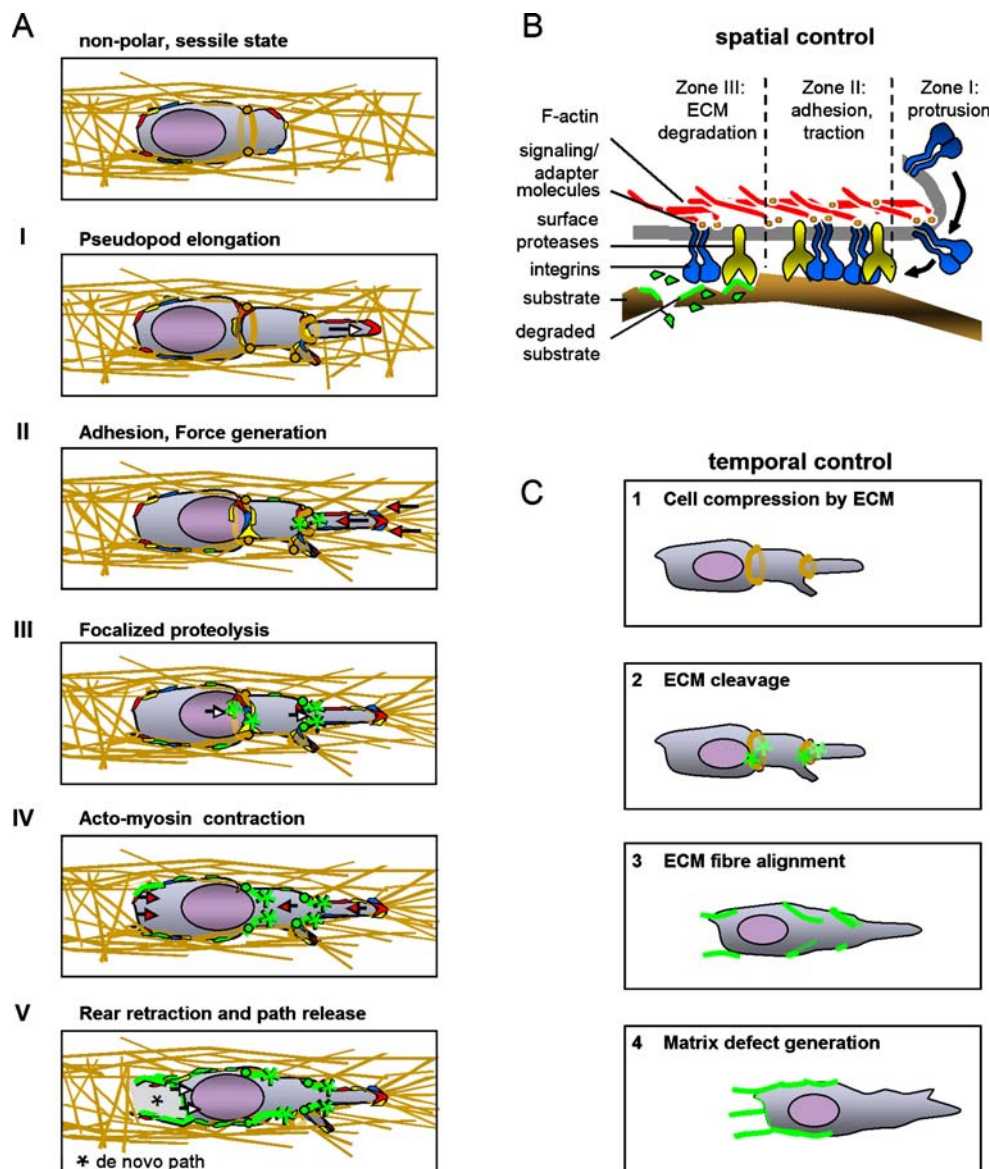 A
non-polar, sessile state
I
Pseudopod elongation
II
Adhesion, Force generation
III
Focalized proteolysis
IV
Acto-myosin contraction
V
Rear retraction and path release
*
* de novo path
B
spatial control
Zone III:
ECM
degradation
Zone II:
adhesion,
traction
Zone I:
protrusion
F-actin
signaling/
adapter
molecules
surface
proteases
integrins
substrate
degraded
substrate
temporal control
C
1 Cell compression by ECM
2 ECM cleavage
3 ECM fibre alignment
4 Matrix defect generation